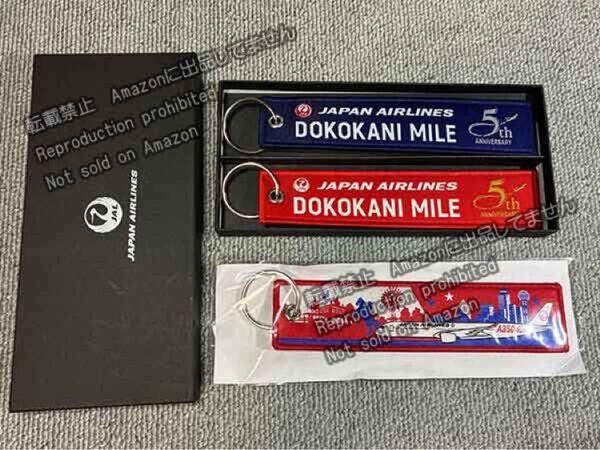 転載禁止 Amazonに出品してません
Reproduction prohibited
Not sold on Amazon
JAL
JAPAN AIRLINES
JAPAN AIRLINES
DOKOKANI MILE
5th
ANNIVERSARY
JAPAN AIRLINES
DOKOKANI MILE
5th
ANNIVERSARY
転載禁止 Amazonに出品してません
Reproduction prohibited
Not sold on Amazon